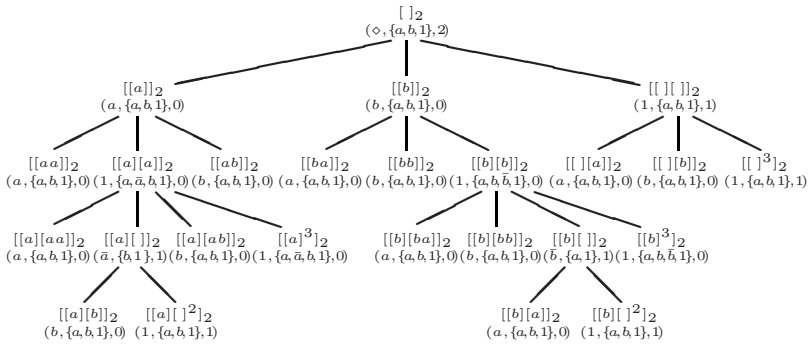 [ ]₂
(⋄,{a,b,1},2)
[[a]]₂ [[b]]₂ [[ ][ ]]₂
(a,{a,b,1},0) (b,{a,b,1},0) (1,{a,b,1},1)
[[aa]]₂ [[a][a]]₂ [[ab]]₂ [[ba]]₂ [[bb]]₂ [[b][b]]₂ [[ ][a]]₂ [[ ][b]]₂ [[ ]³]₂
(a,{a,b,1},0) (1,{a,ā,b,1},0) (b,{a,b,1},0) (a,{a,b,1},0) (b,{a,b,1},0) (1,{a,b,b̄,1},0) (a,{a,b,1},0) (b,{a,b,1},0) (1,{a,b,1},1)
[[a][aa]]₂ [[a][ ]]₂ [[a][ab]]₂ [[a]³]₂ [[b][ba]]₂ [[b][bb]]₂ [[b][ ]]₂ [[b]³]₂
(a,{a,b,1},0) (ā,{b,1},1) (b,{a,b,1},0) (1,{a,ā,b,1},0) (a,{a,b,1},0) (b,{a,b,1},0) (b̄,{a,1},1) (1,{a,b,b̄,1},0)
[[a][b]]₂ [[a][ ]²]₂ [[b][a]]₂ [[b][ ]²]₂
(b,{a,b,1},0) (1,{a,b,1},1) (a,{a,b,1},0) (1,{a,b,1},1)